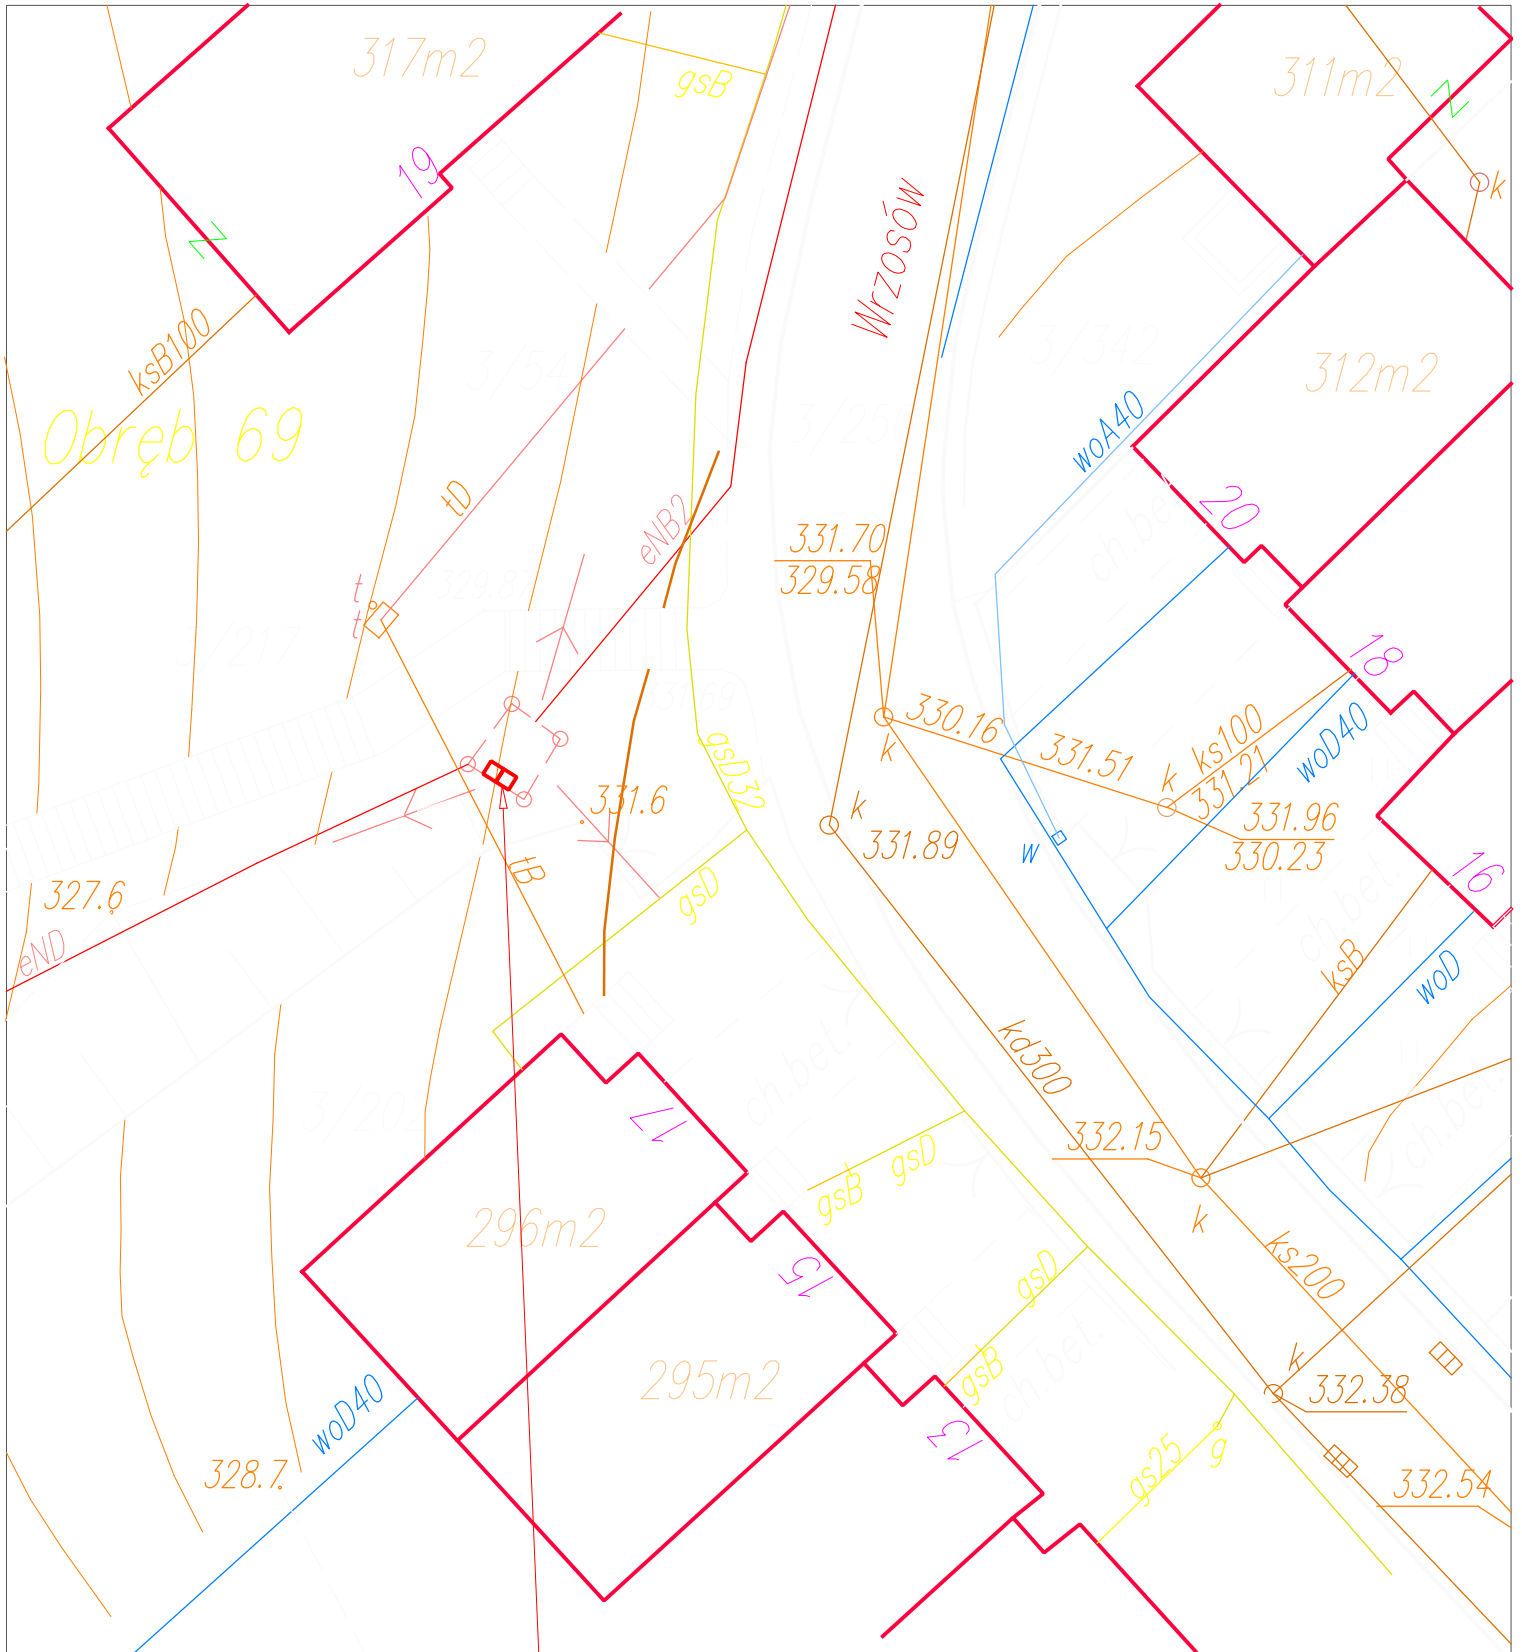 317m2
gsB
311m2
N
19
k
N
Wrzosów
ksB100
312m2
Obręb 69
woA40
tD
20
eNB2
331.70
329.58
t
t
18
330.16
k
331.51
ks100
k
331.21
woD40
gsD32
331.6
k
331.89
331.96
330.23
w
tB
16
327.6
gsD
eND
ksB
woD
kd300
17
332.15
gsD
gsB
k
296m2
ks200
15
gsD
295m2
gsB
k
332.38
woD40
13
g
gs25
328.7
332.54